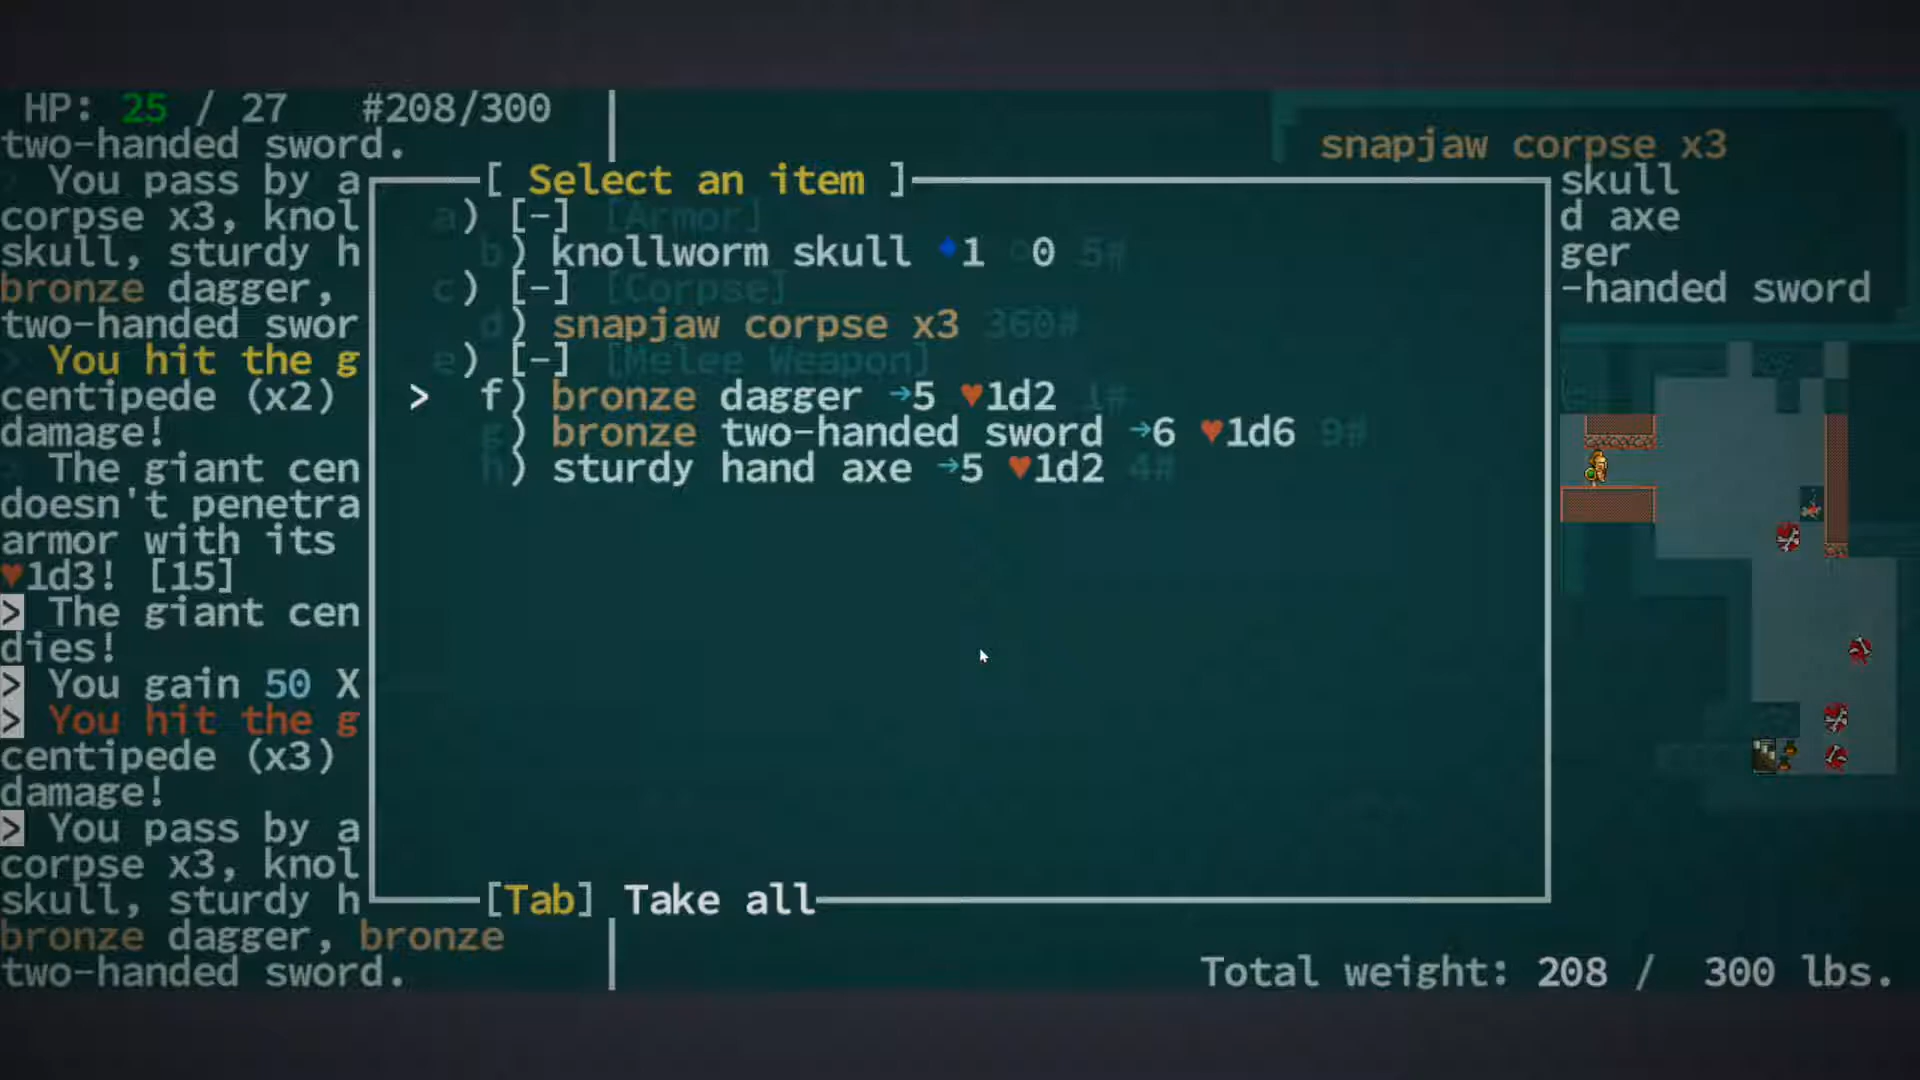 HP: 25 / 27 #208/300
two-handed sword.
You pass by a
corpse x3, knol
skull, sturdy h
bronze dagger,
two-handed swor
> You hit the g
centipede (x2)
damage!
> The giant cen
doesn't penetra
armor with its
♥1d3! [15]
> The giant cen
dies!
> You gain 50 X
> You hit the g
centipede (x3)
damage!
> You pass by a
corpse x3, knol
skull, sturdy h
bronze dagger, bronze
two-handed sword.
[ Select an item ]
a) [-] [Armor]
b) knollworm skull ♦1 ○0 5#
c) [-] [Corpse]
d) snapjaw corpse x3 360#
e) [-] [Melee Weapon]
> f) bronze dagger →5 ♥1d2 1#
g) bronze two-handed sword →6 ♥1d6 9#
h) sturdy hand axe →5 ♥1d2 4#
[Tab] Take all
snapjaw corpse x3
skull
d axe
ger
-handed sword
Total weight: 208 / 300 lbs.